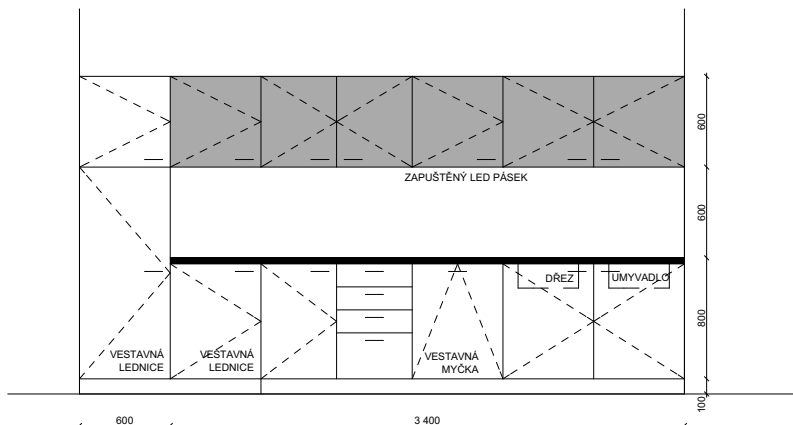 600
ZAPUŠTĚNÝ LED PÁSEK
600
DŘEZ
UMYVADLO
800
VESTAVNÁ
LEDNICE
VESTAVNÁ
LEDNICE
VESTAVNÁ
MYČKA
100
600
3 400